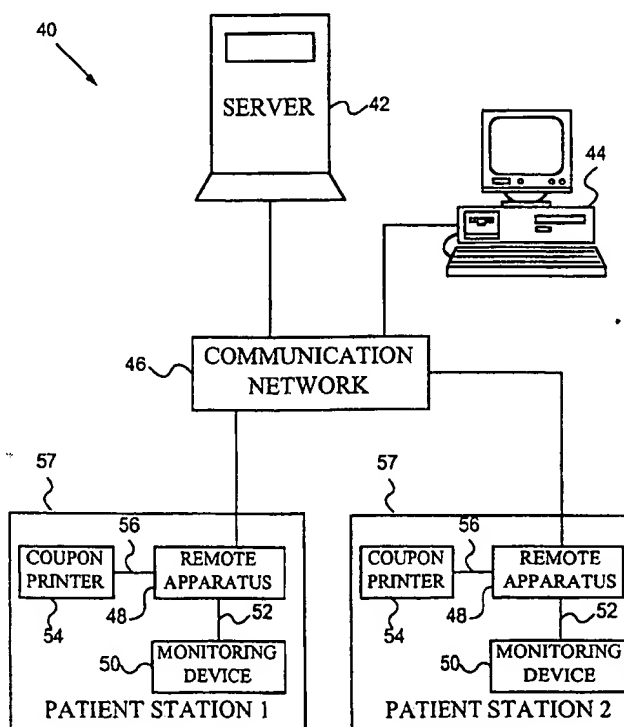 40
SERVER
42
44
46
COMMUNICATION
NETWORK
57
56
COUPON
PRINTER
REMOTE
APPARATUS
54
48
52
50
MONITORING
DEVICE
PATIENT STATION 1
57
56
COUPON
PRINTER
REMOTE
APPARATUS
54
48
52
50
MONITORING
DEVICE
PATIENT STATION 2